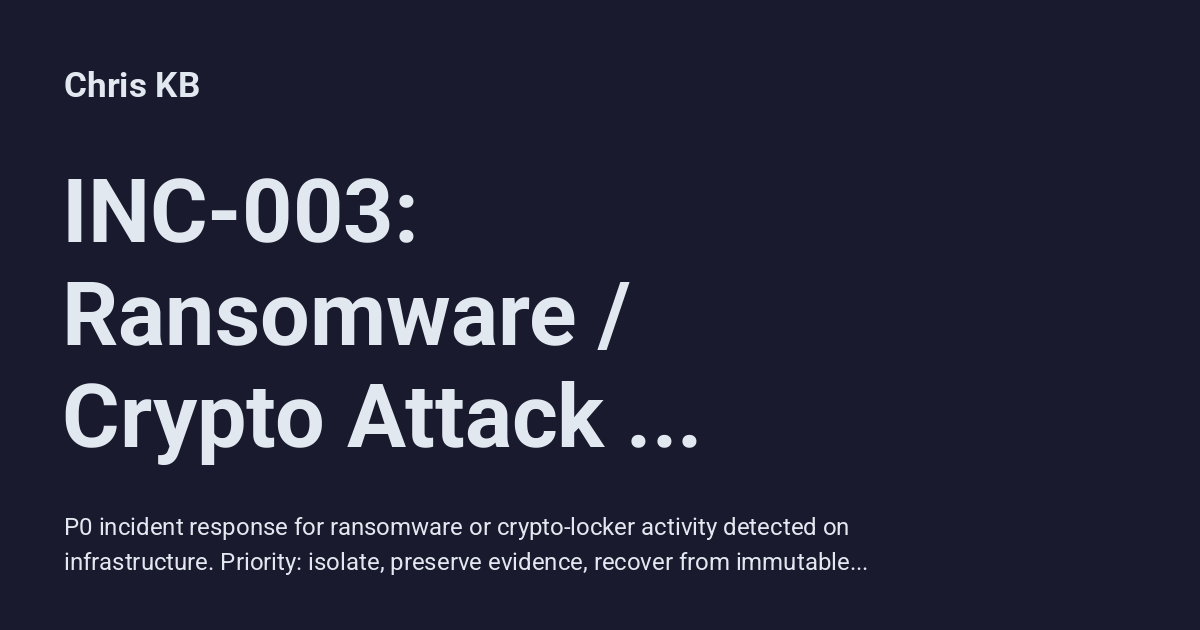 Chris KB
INC-003:
Ransomware /
Crypto Attack ...
P0 incident response for ransomware or crypto-locker activity detected on
infrastructure. Priority: isolate, preserve evidence, recover from immutable...